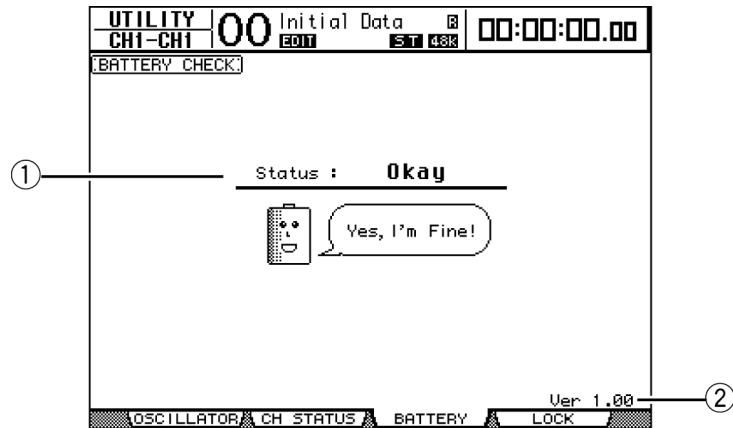 UTILITY 00 Initial Data R 00:00:00.00
CH1-CH1 EDIT ST 48k
BATTERY CHECK
① Status : Okay
Yes, I'm Fine!
Ver 1.00 ②
OSCILLATOR CH STATUS BATTERY LOCK